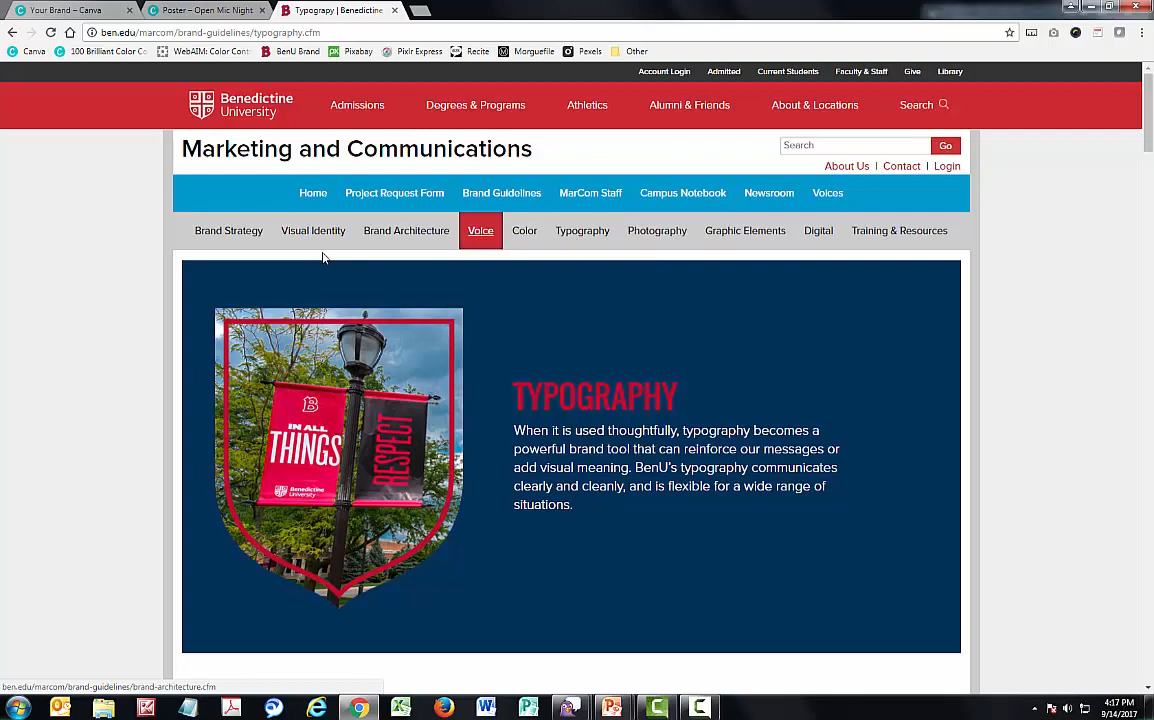 Your Brand – Canva
Poster – Open Mic Night
Typograpy | Benedictine
ben.edu/marcom/brand-guidelines/typography.cfm
Canva
100 Brilliant Color Co
WebAIM: Color Cont
BenU Brand
Pixabay
Pixlr Express
Recite
Morguefile
Pexels
Other
Account Login
Admitted
Current Students
Faculty & Staff
Give
Library
Benedictine
University
Admissions
Degrees & Programs
Athletics
Alumni & Friends
About & Locations
Search
Marketing and Communications
Search
Go
About Us | Contact | Login
Home
Project Request Form
Brand Guidelines
MarCom Staff
Campus Notebook
Newsroom
Voices
Brand Strategy
Visual Identity
Brand Architecture
Voice
Color
Typography
Photography
Graphic Elements
Digital
Training & Resources
B
IN ALL
THINGS
Benedictine
University
RESPECT
TYPOGRAPHY
When it is used thoughtfully, typography becomes a
powerful brand tool that can reinforce our messages or
add visual meaning. BenU's typography communicates
clearly and cleanly, and is flexible for a wide range of
situations.
ben.edu/marcom/brand-guidelines/brand-architecture.cfm
4:17 PM
9/14/2017